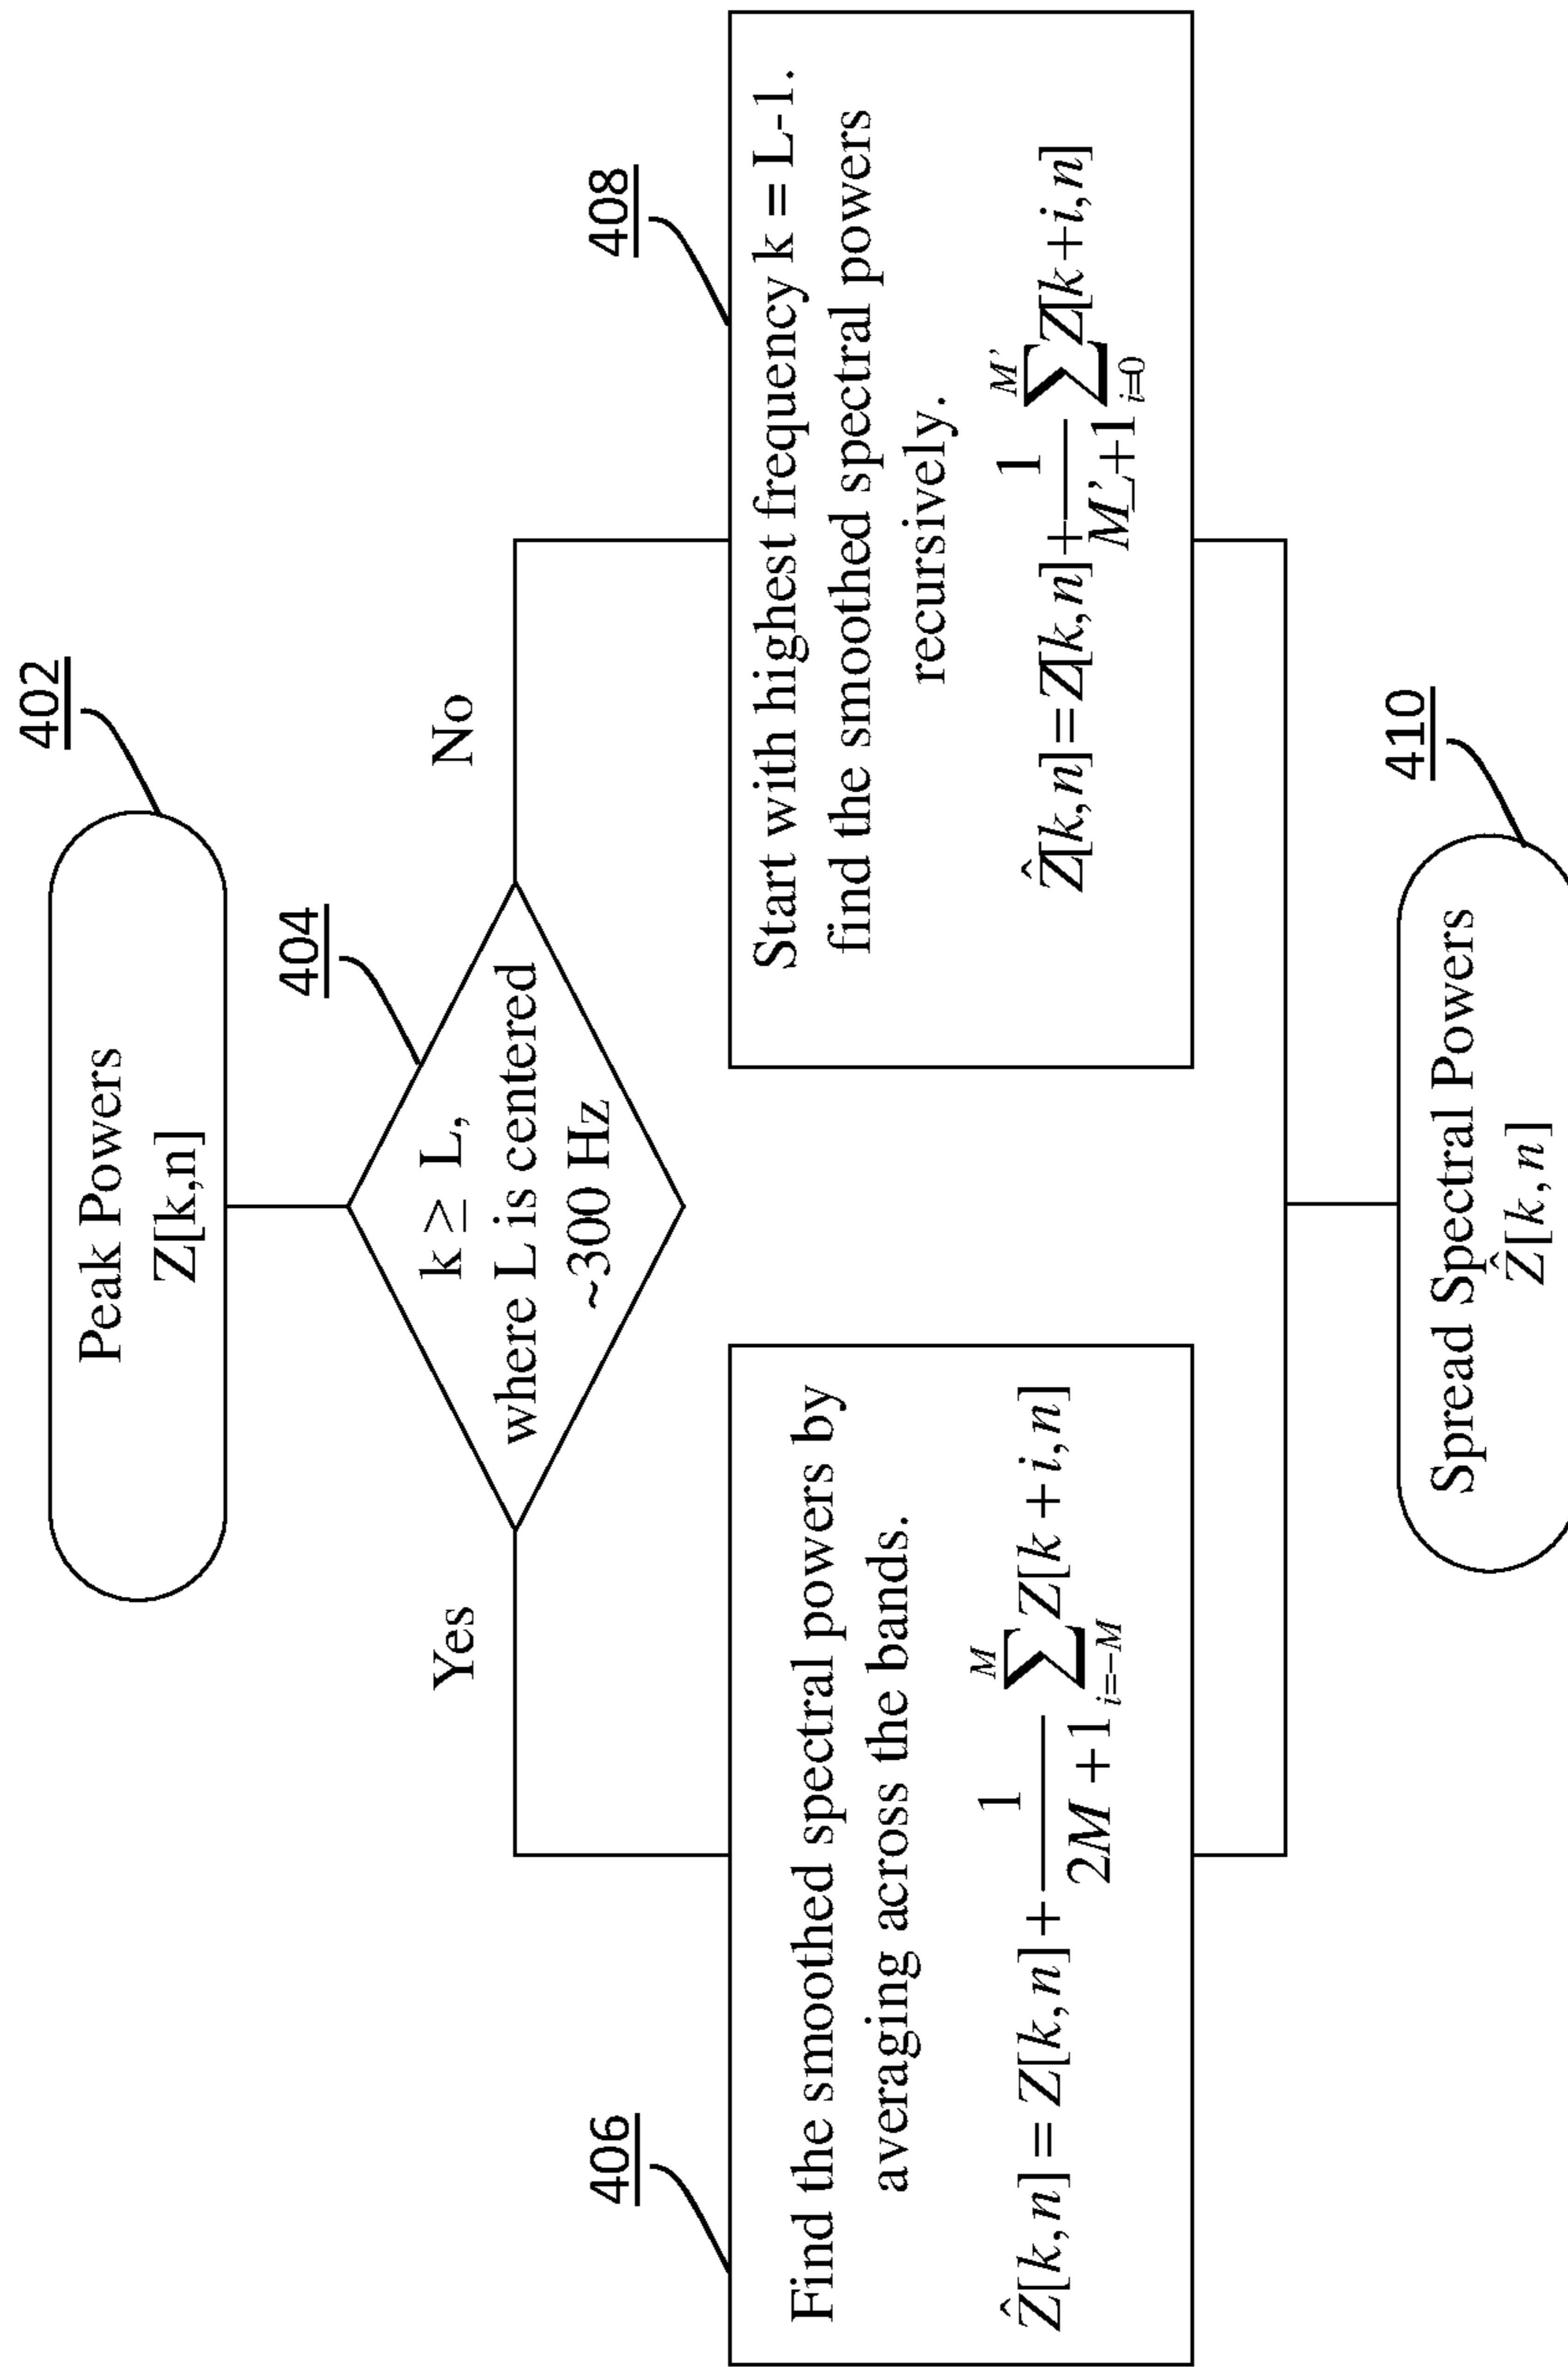 402
Peak Powers
Z[k,n]
404
k ≥ L,
where L is centered
~300 Hz
Yes
No
406
Find the smoothed spectral powers by
averaging across the bands.
Ẑ[k,n] = Z[k,n] + 1/(2M+1) ∑_{i=-M}^{M} Z[k+i,n]
408
Start with highest frequency k = L-1.
find the smoothed spectral powers
recursively.
Ẑ[k,n] = Z[k,n] + 1/(M'+1) ∑_{i=0}^{M'} Z[k+i,n]
410
Spread Spectral Powers
Ẑ[k,n]